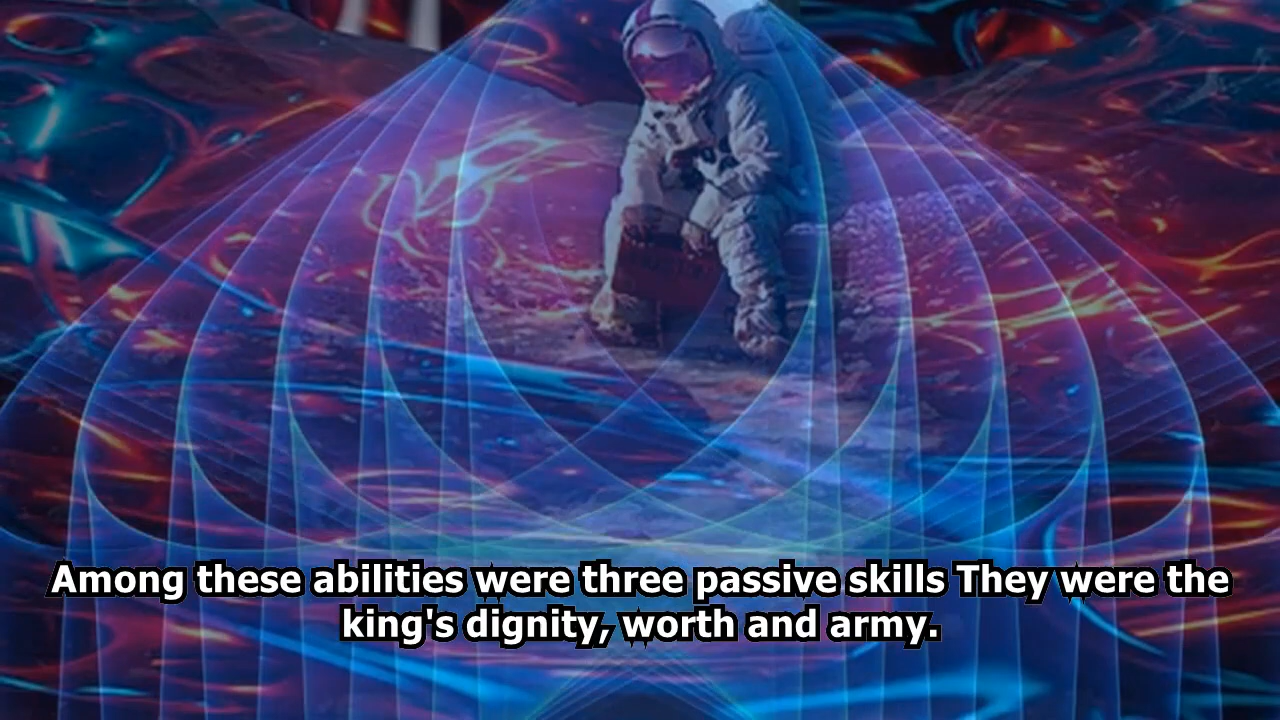 Among these abilities were three passive skills They were the
king's dignity, worth and army.